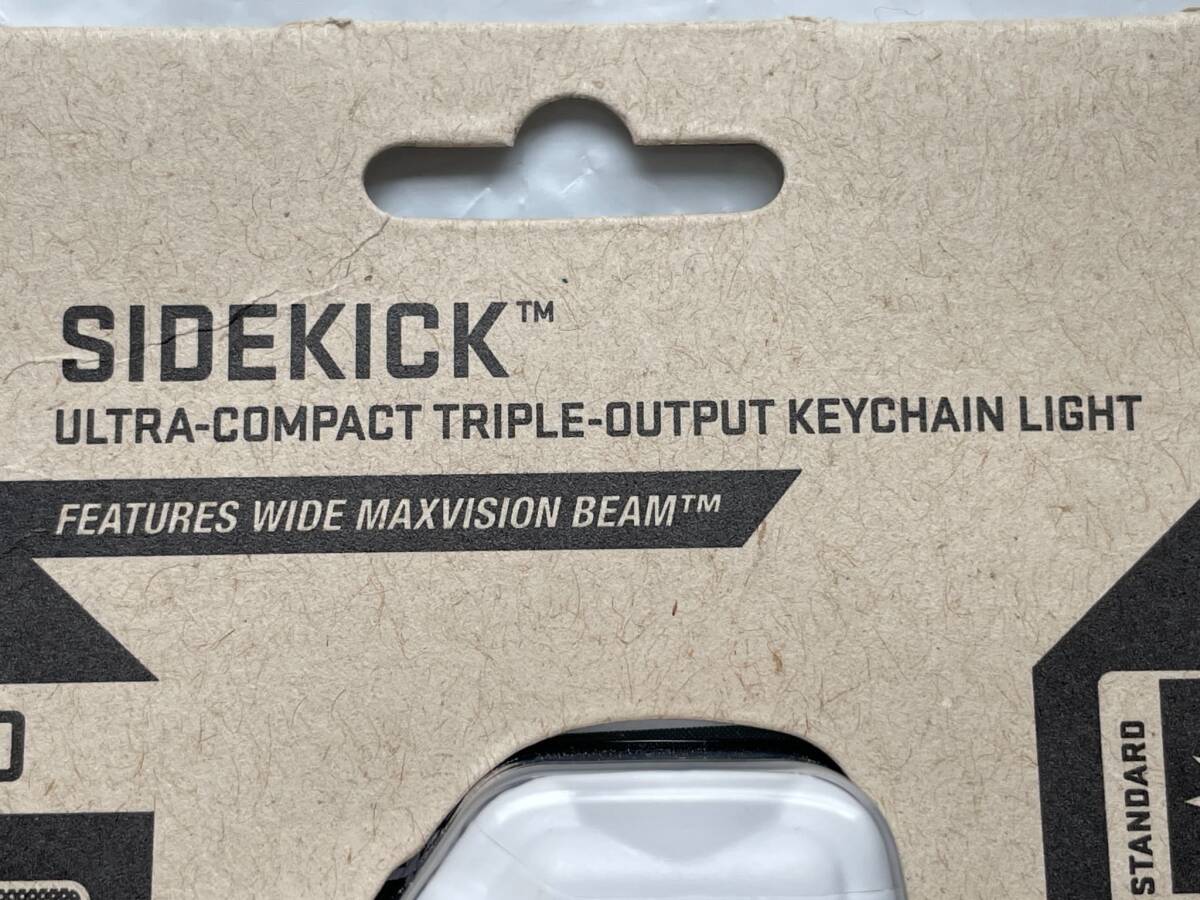 SIDEKICK™
ULTRA-COMPACT TRIPLE-OUTPUT KEYCHAIN LIGHT
FEATURES WIDE MAXVISION BEAM™
STANDARD